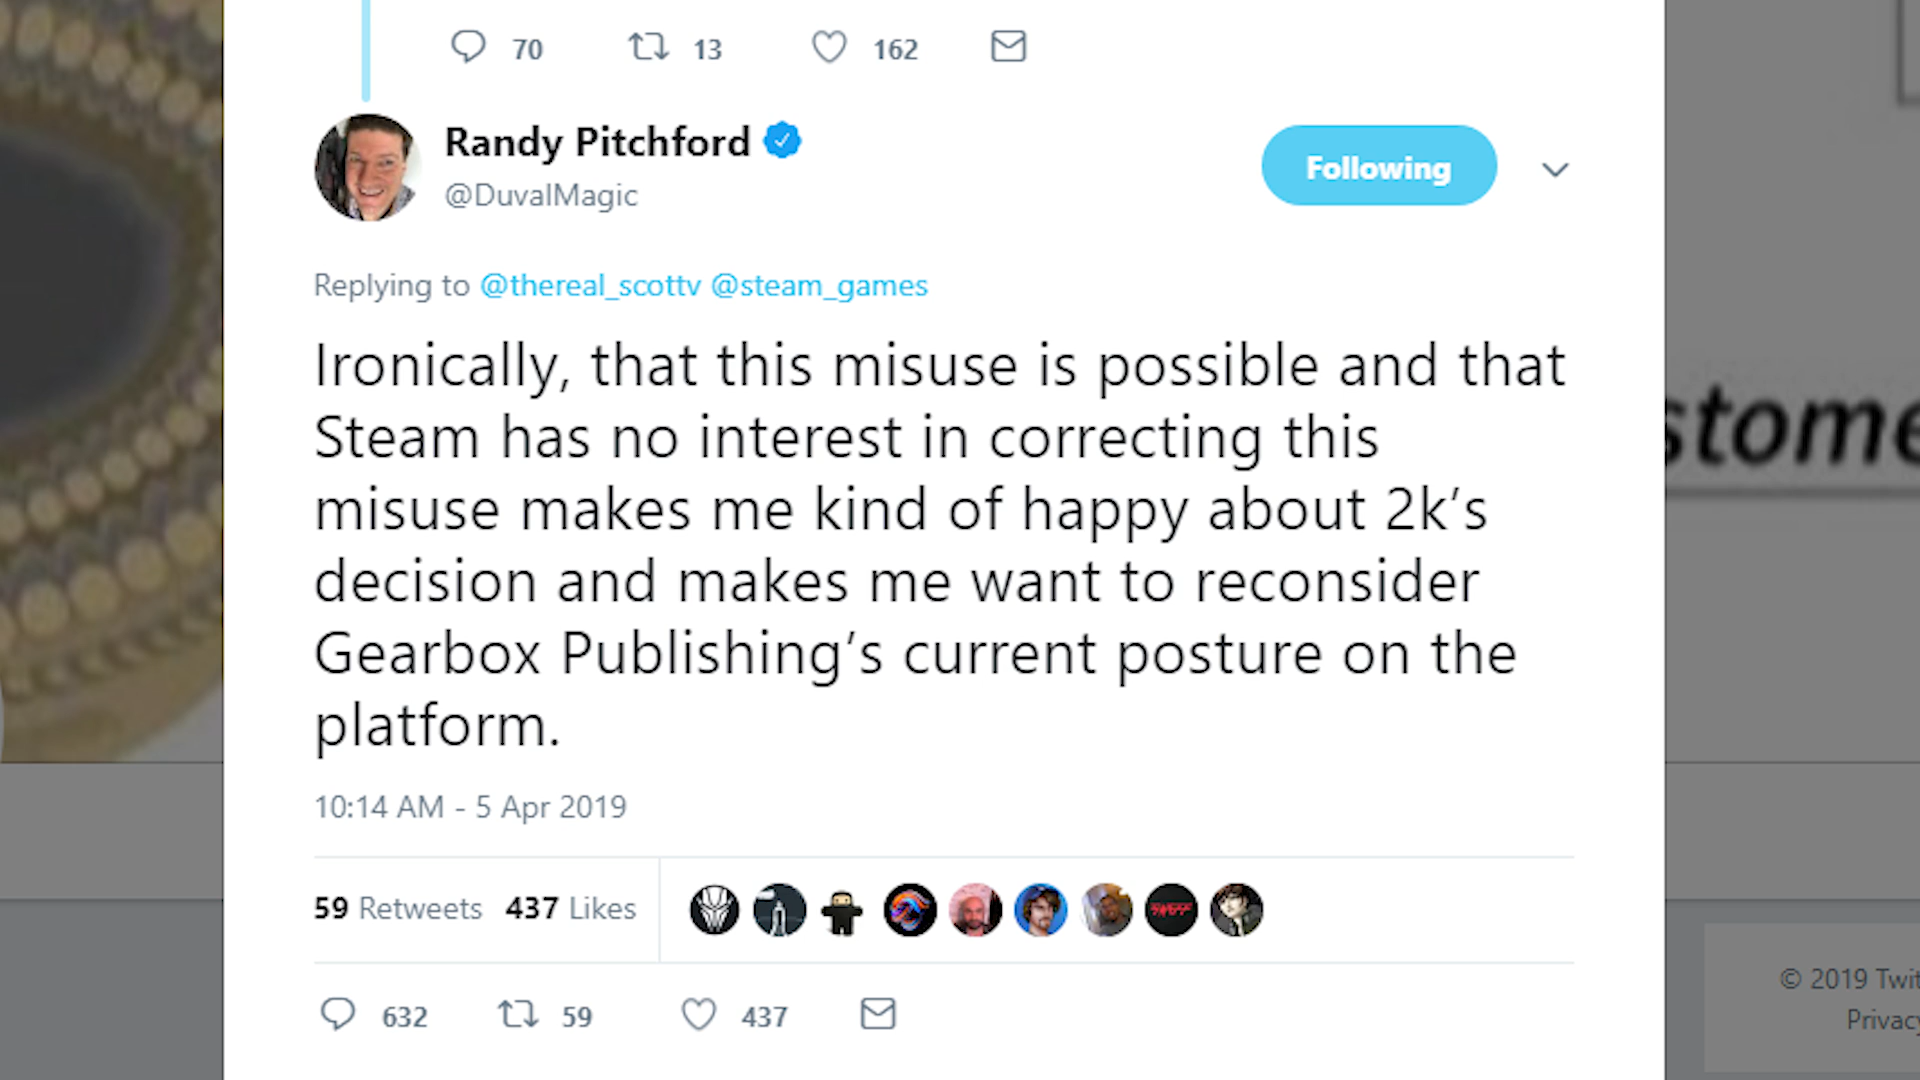 70 13 162
Randy Pitchford
@DuvalMagic
Following
Replying to @thereal_scottv @steam_games
Ironically, that this misuse is possible and that
Steam has no interest in correcting this
misuse makes me kind of happy about 2k's
decision and makes me want to reconsider
Gearbox Publishing's current posture on the
platform.
10:14 AM - 5 Apr 2019
59 Retweets 437 Likes
632 59 437
stome
© 2019 Twit
Privacy